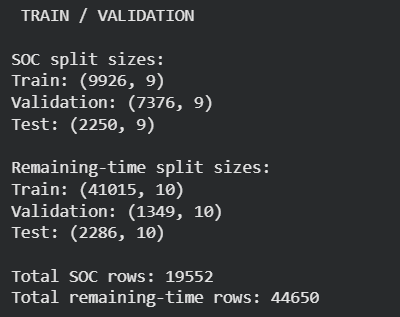 TRAIN / VALIDATION
SOC split sizes:
Train: (9926, 9)
Validation: (7376, 9)
Test: (2250, 9)
Remaining-time split sizes:
Train: (41015, 10)
Validation: (1349, 10)
Test: (2286, 10)
Total SOC rows: 19552
Total remaining-time rows: 44650